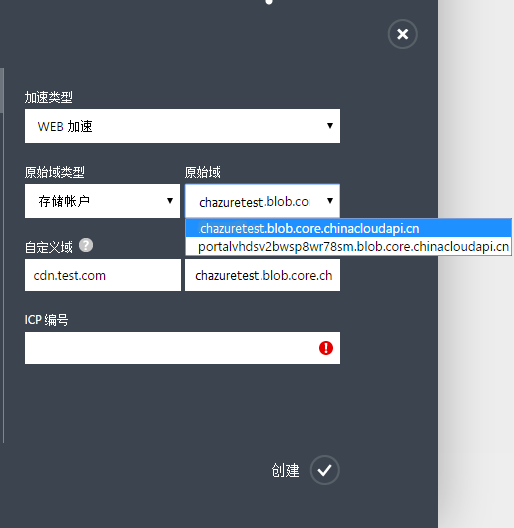 加速类型
WEB 加速
原始域类型 原始域
存储帐户 chazuretest.blob.co
chazuretest.blob.core.chinacloudapi.cn
portalvhdsv2bwsp8wr78sm.blob.core.chinacloudapi.cn
自定义域 ?
cdn.test.com chazuretest.blob.core.ch
ICP 编号
创建